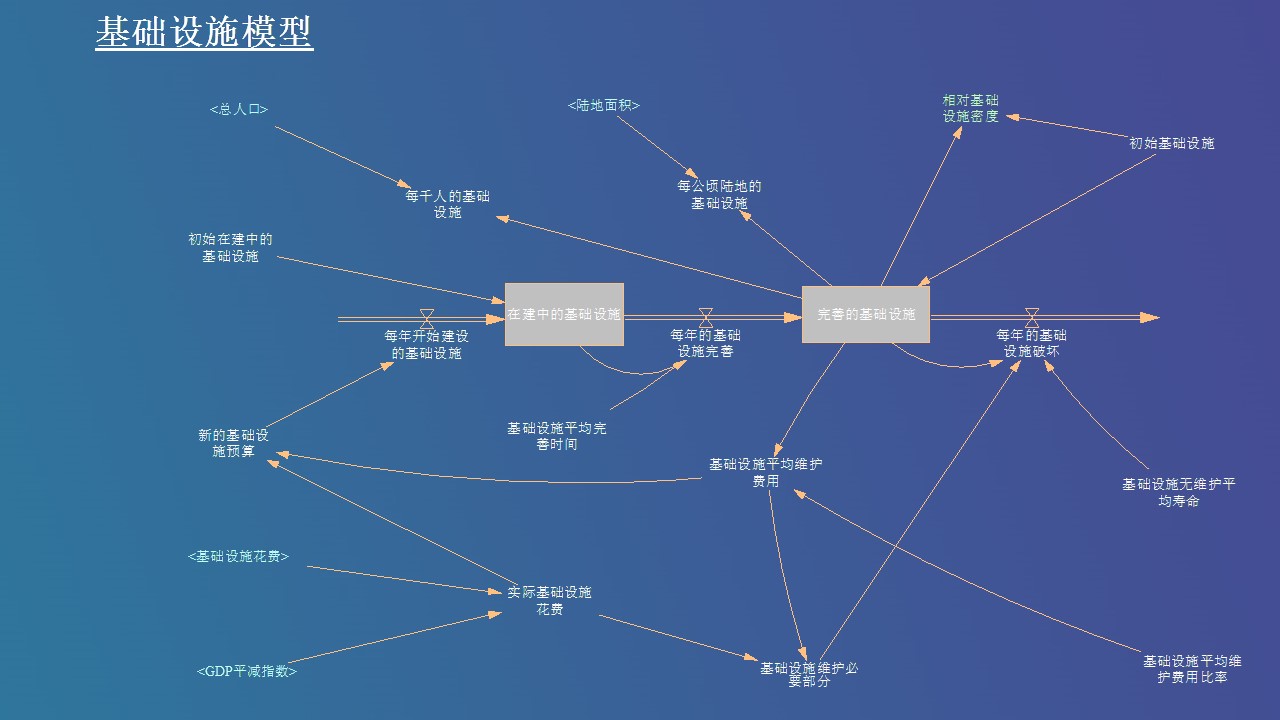 基础设施模型
<总人口>
<陆地面积>
相对基础
设施密度
初始基础设施
每千人的基础
设施
每公顷陆地的
基础设施
初始在建中的
基础设施
在建中的基础设施
完善的基础设施
每年开始建设
的基础设施
每年的基础
设施完善
每年的基础
设施破坏
新的基础设
施预算
基础设施平均完
善时间
基础设施平均维护
费用
基础设施无维护平
均寿命
<基础设施花费>
实际基础设施
花费
<GDP平减指数>
基础设施维护必
要部分
基础设施平均维
护费用比率